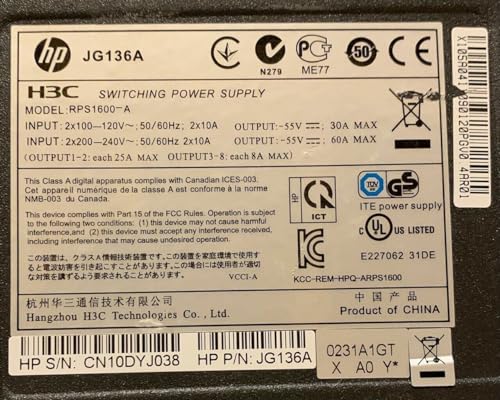 hp JG136A
N279 ME77
H3C SWITCHING POWER SUPPLY
MODEL: RPS1600-A
INPUT: 2x100-120V~; 50/60Hz; 2x10A OUTPUT: -55V 30A MAX
INPUT: 2x200-240V~; 50/60Hz; 2x10A OUTPUT: -55V 60A MAX
(OUTPUT1-2: each 25A MAX OUTPUT3-8: each 8A MAX)
This Class A digital apparatus complies with Canadian ICES-003.
Cet appareil numérique de la classe A est conforme à la norme
NMB-003 du Canada.
This device complies with Part 15 of the FCC Rules. Operation is subject
to the following two conditions: (1) this device may not cause harmful
interference,and (2) this device must accept any interference received,
including interference that may cause undesired operation.
この装置は、クラスA情報技術装置です。この装置を家庭環境で使用す
ると電波妨害を引き起こすことがあります。この場合には使用者が適切
な対策を講ずるよう要求されることがあります。 VCCI-A
HP
ICT
KCC-REM-HPQ-ARPS1600
TÜV GS
ITE power supply
c UL US LISTED
E227062 31DE
杭州华三通信技术有限公司
Hangzhou H3C Technologies Co., Ltd.
中国产品
Product of CHINA
HP S/N: CN10DYJ038
HP P/N: JG136A
0231A1GT
X A0 Y*